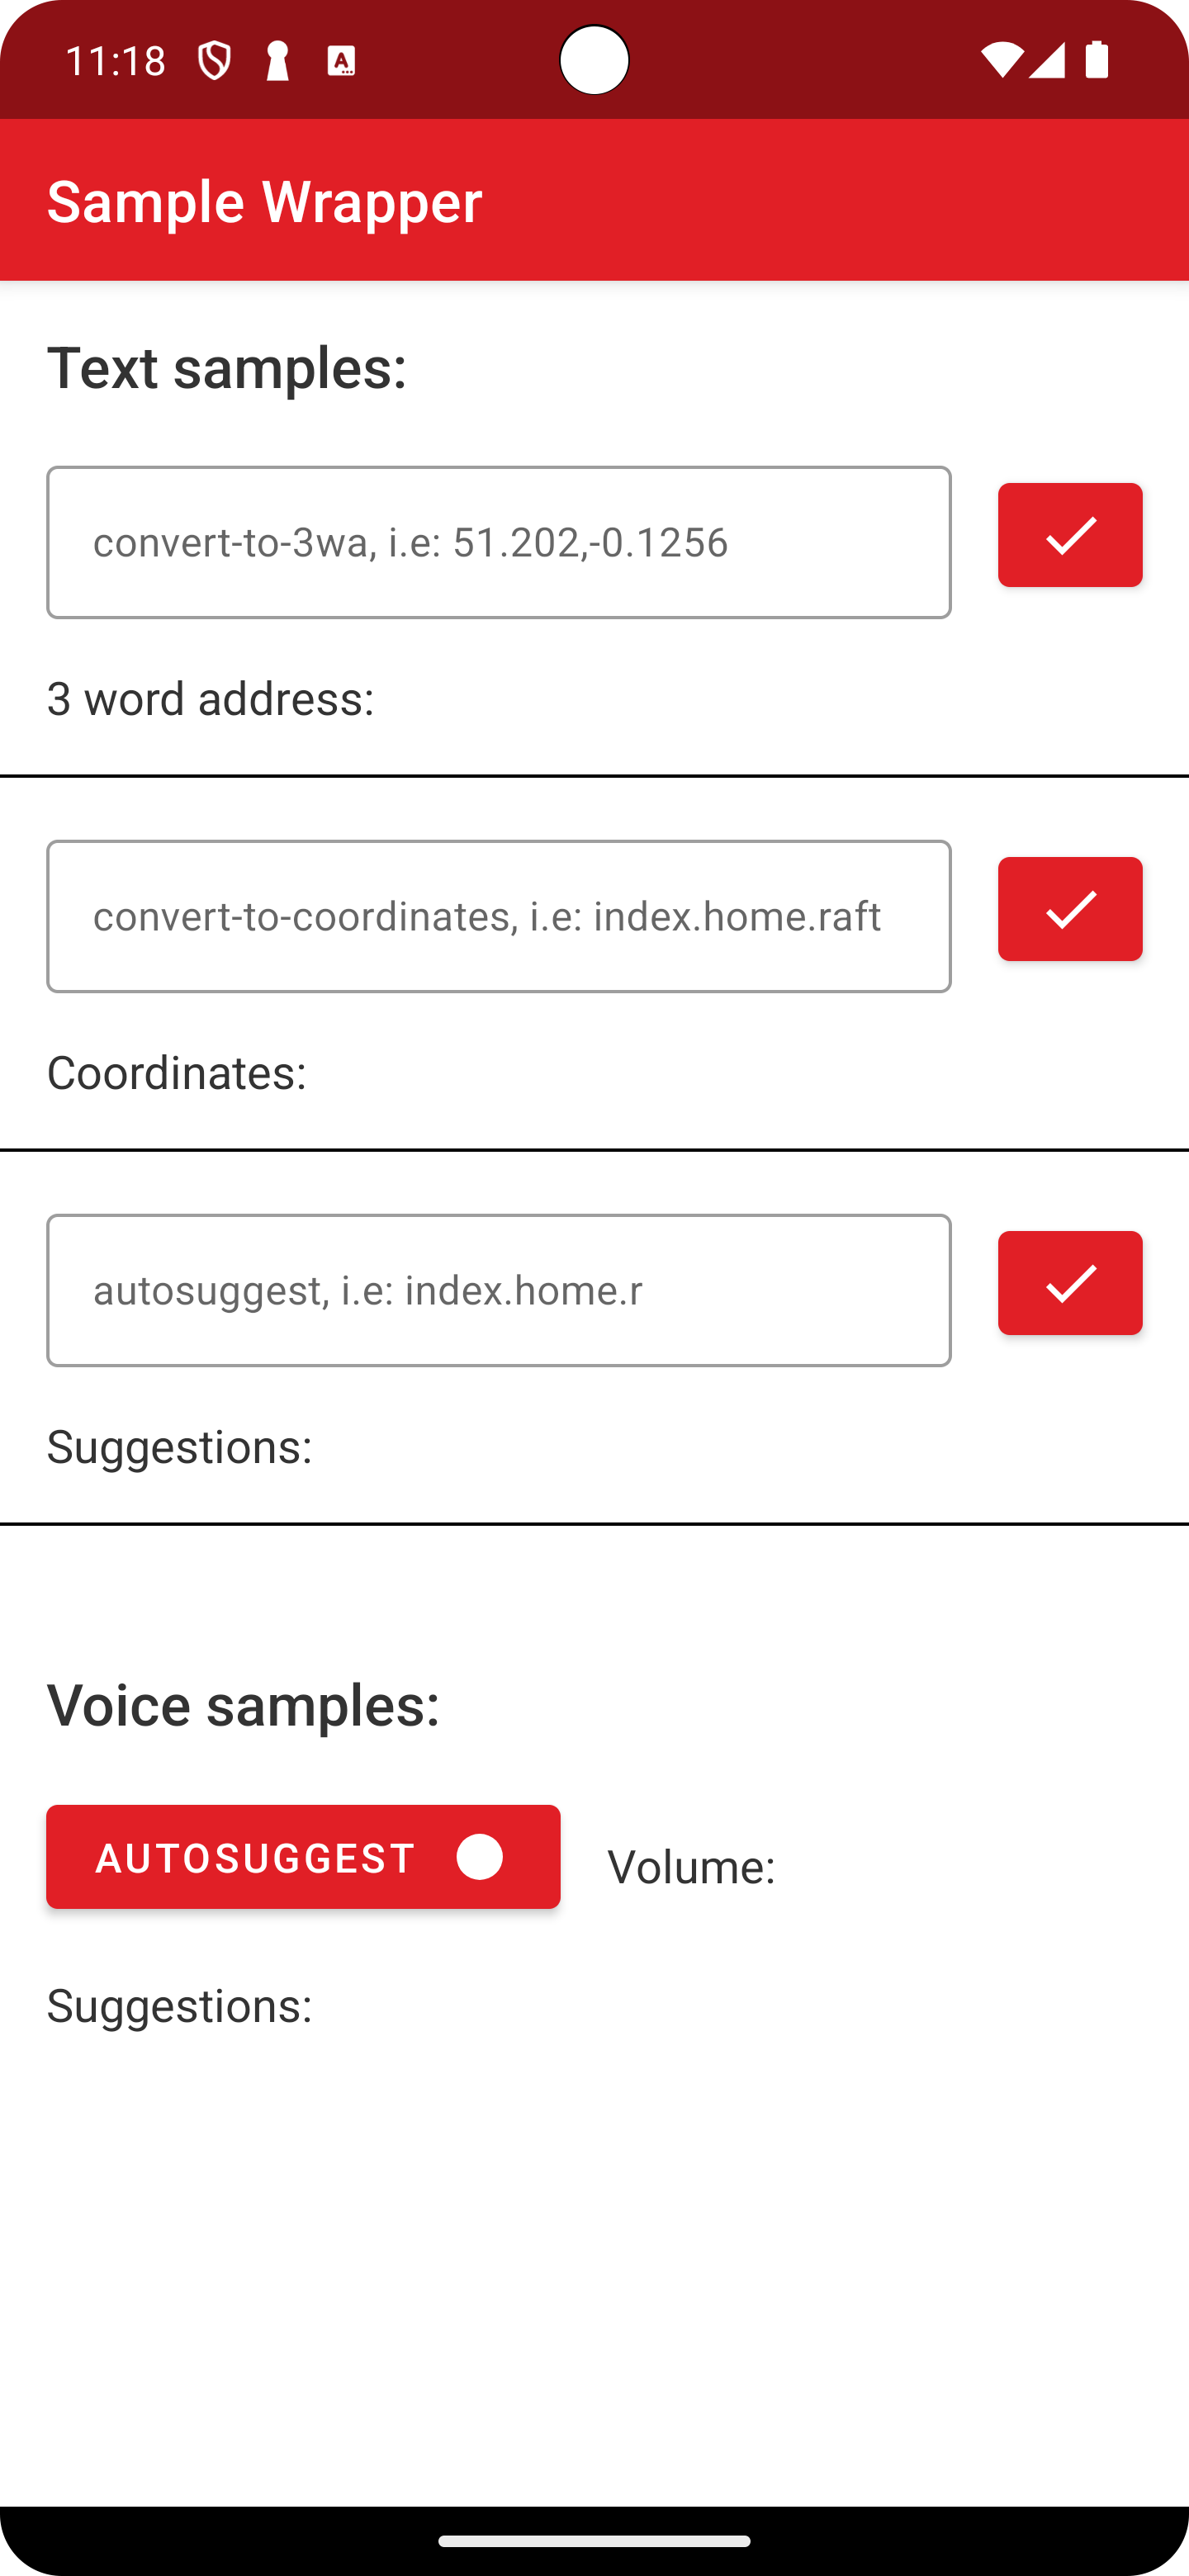 11:18
Sample Wrapper
Text samples:
convert-to-3wa, i.e: 51.202,-0.1256
3 word address:
convert-to-coordinates, i.e: index.home.raft
Coordinates:
autosuggest, i.e: index.home.r
Suggestions:
Voice samples:
AUTOSUGGEST
Volume:
Suggestions: